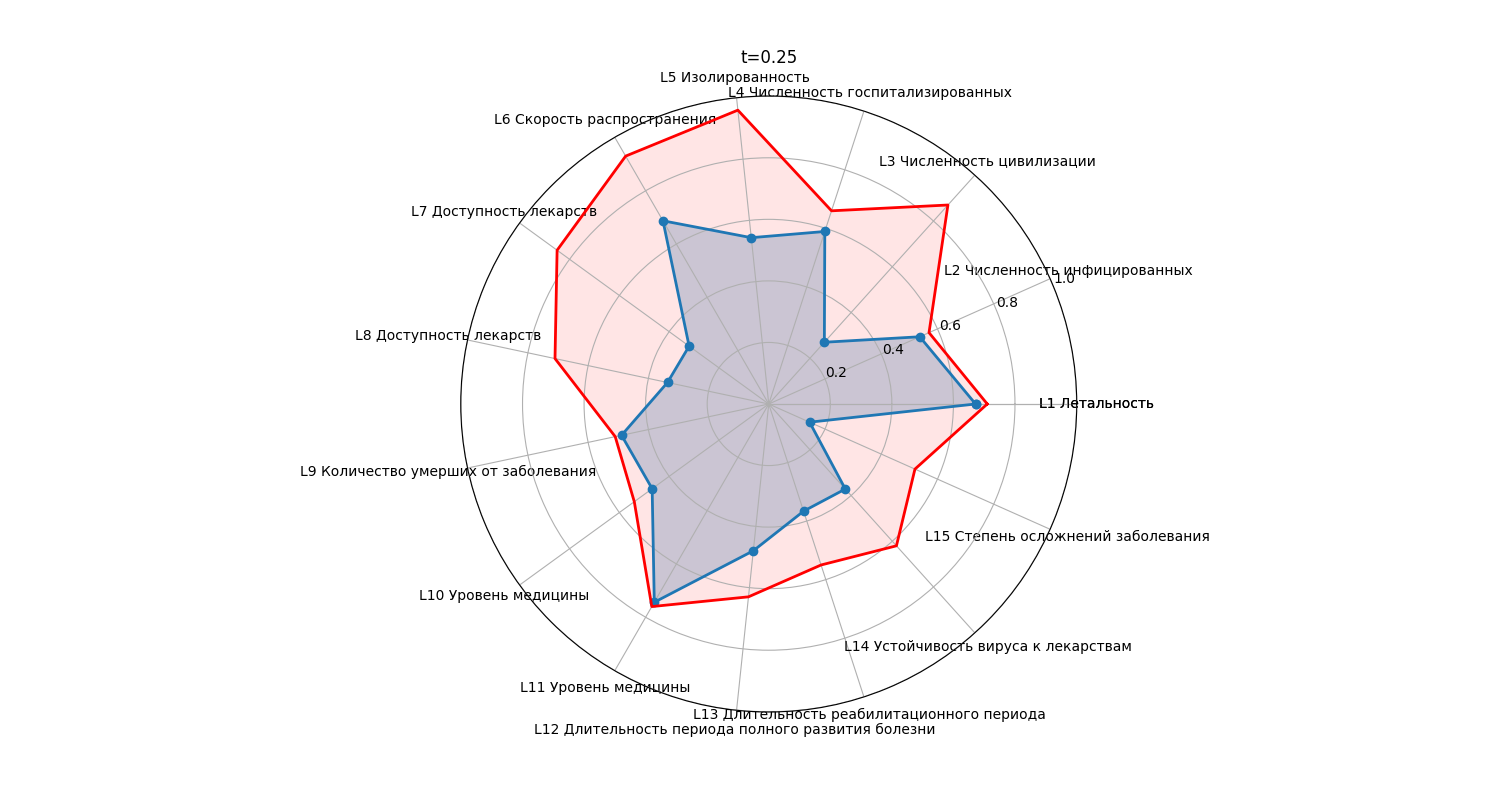 t=0.25
L5 Изолированность
L4 Численность госпитализированных
L6 Скорость распространения
L3 Численность цивилизации
L7 Доступность лекарств
L2 Численность инфицированных
1.0
0.8
0.6
L8 Доступность лекарств
0.4
0.2
L1 Летальность
L9 Количество умерших от заболевания
L15 Степень осложнений заболевания
L10 Уровень медицины
L14 Устойчивость вируса к лекарствам
L11 Уровень медицины
L13 Длительность реабилитационного периода
L12 Длительность периода полного развития болезни